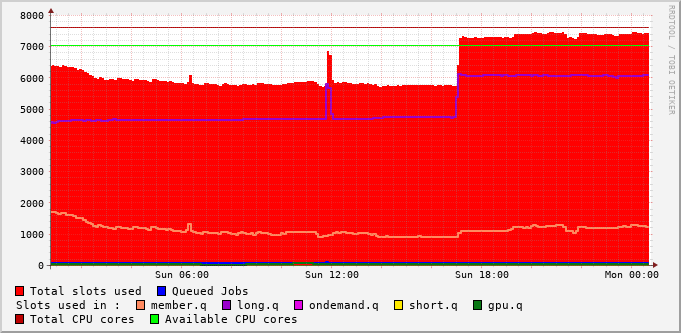 8000
7000
6000
5000
4000
3000
2000
1000
0
Sun 06:00 Sun 12:00 Sun 18:00 Mon 00:00
RRDTOOL / TOBI OETIKER
Total slots used Queued Jobs
Slots used in : member.q long.q ondemand.q short.q gpu.q
Total CPU cores Available CPU cores